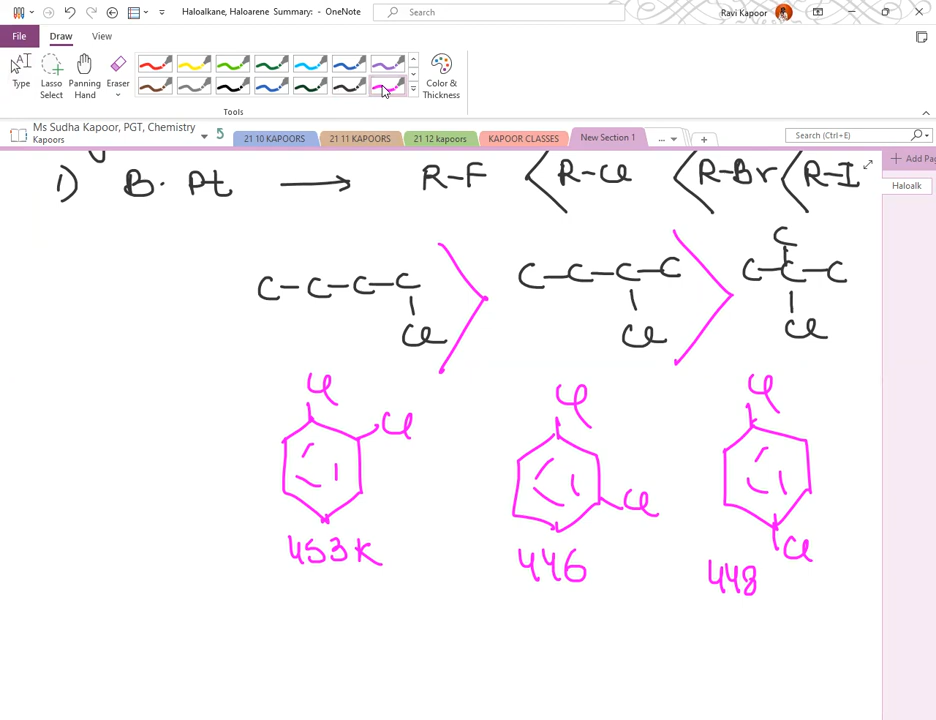 Haloalkane, Haloarene Summary: - OneNote
Search
Ravi Kapoor
File
Draw
View
Type
Lasso Select
Panning Hand
Eraser
Color & Thickness
Tools
Ms Sudha Kapoor, PGT, Chemistry
Kapoors
21 10 KAPOORS
21 11 KAPOORS
21 12 kapoors
KAPOOR CLASSES
New Section 1
...
Search (Ctrl+E)
Add Pag
Haloalk
1) B. Pt ⟶ R-F < R-Cl < R-Br < R-I
C-C-C-C > C-C-C-C > C-C-C
C
Cl Cl Cl
Cl Cl Cl
Cl Cl Cl
453K 446 448